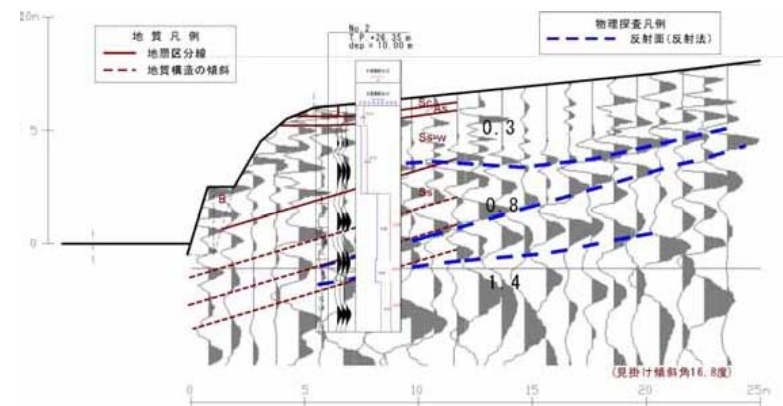 No.2
T.P.+26.35 m
dep = 10.00 m
地 質 凡 例
地層区分線
地質構造の傾斜
物理探査凡例
反射面(反射法)
10m
5
0
Sc
As
Ss-w
Ss
B
0.3
0.8
1.4
(見掛け傾斜角16.8度)
0
5
10
15
20
25m